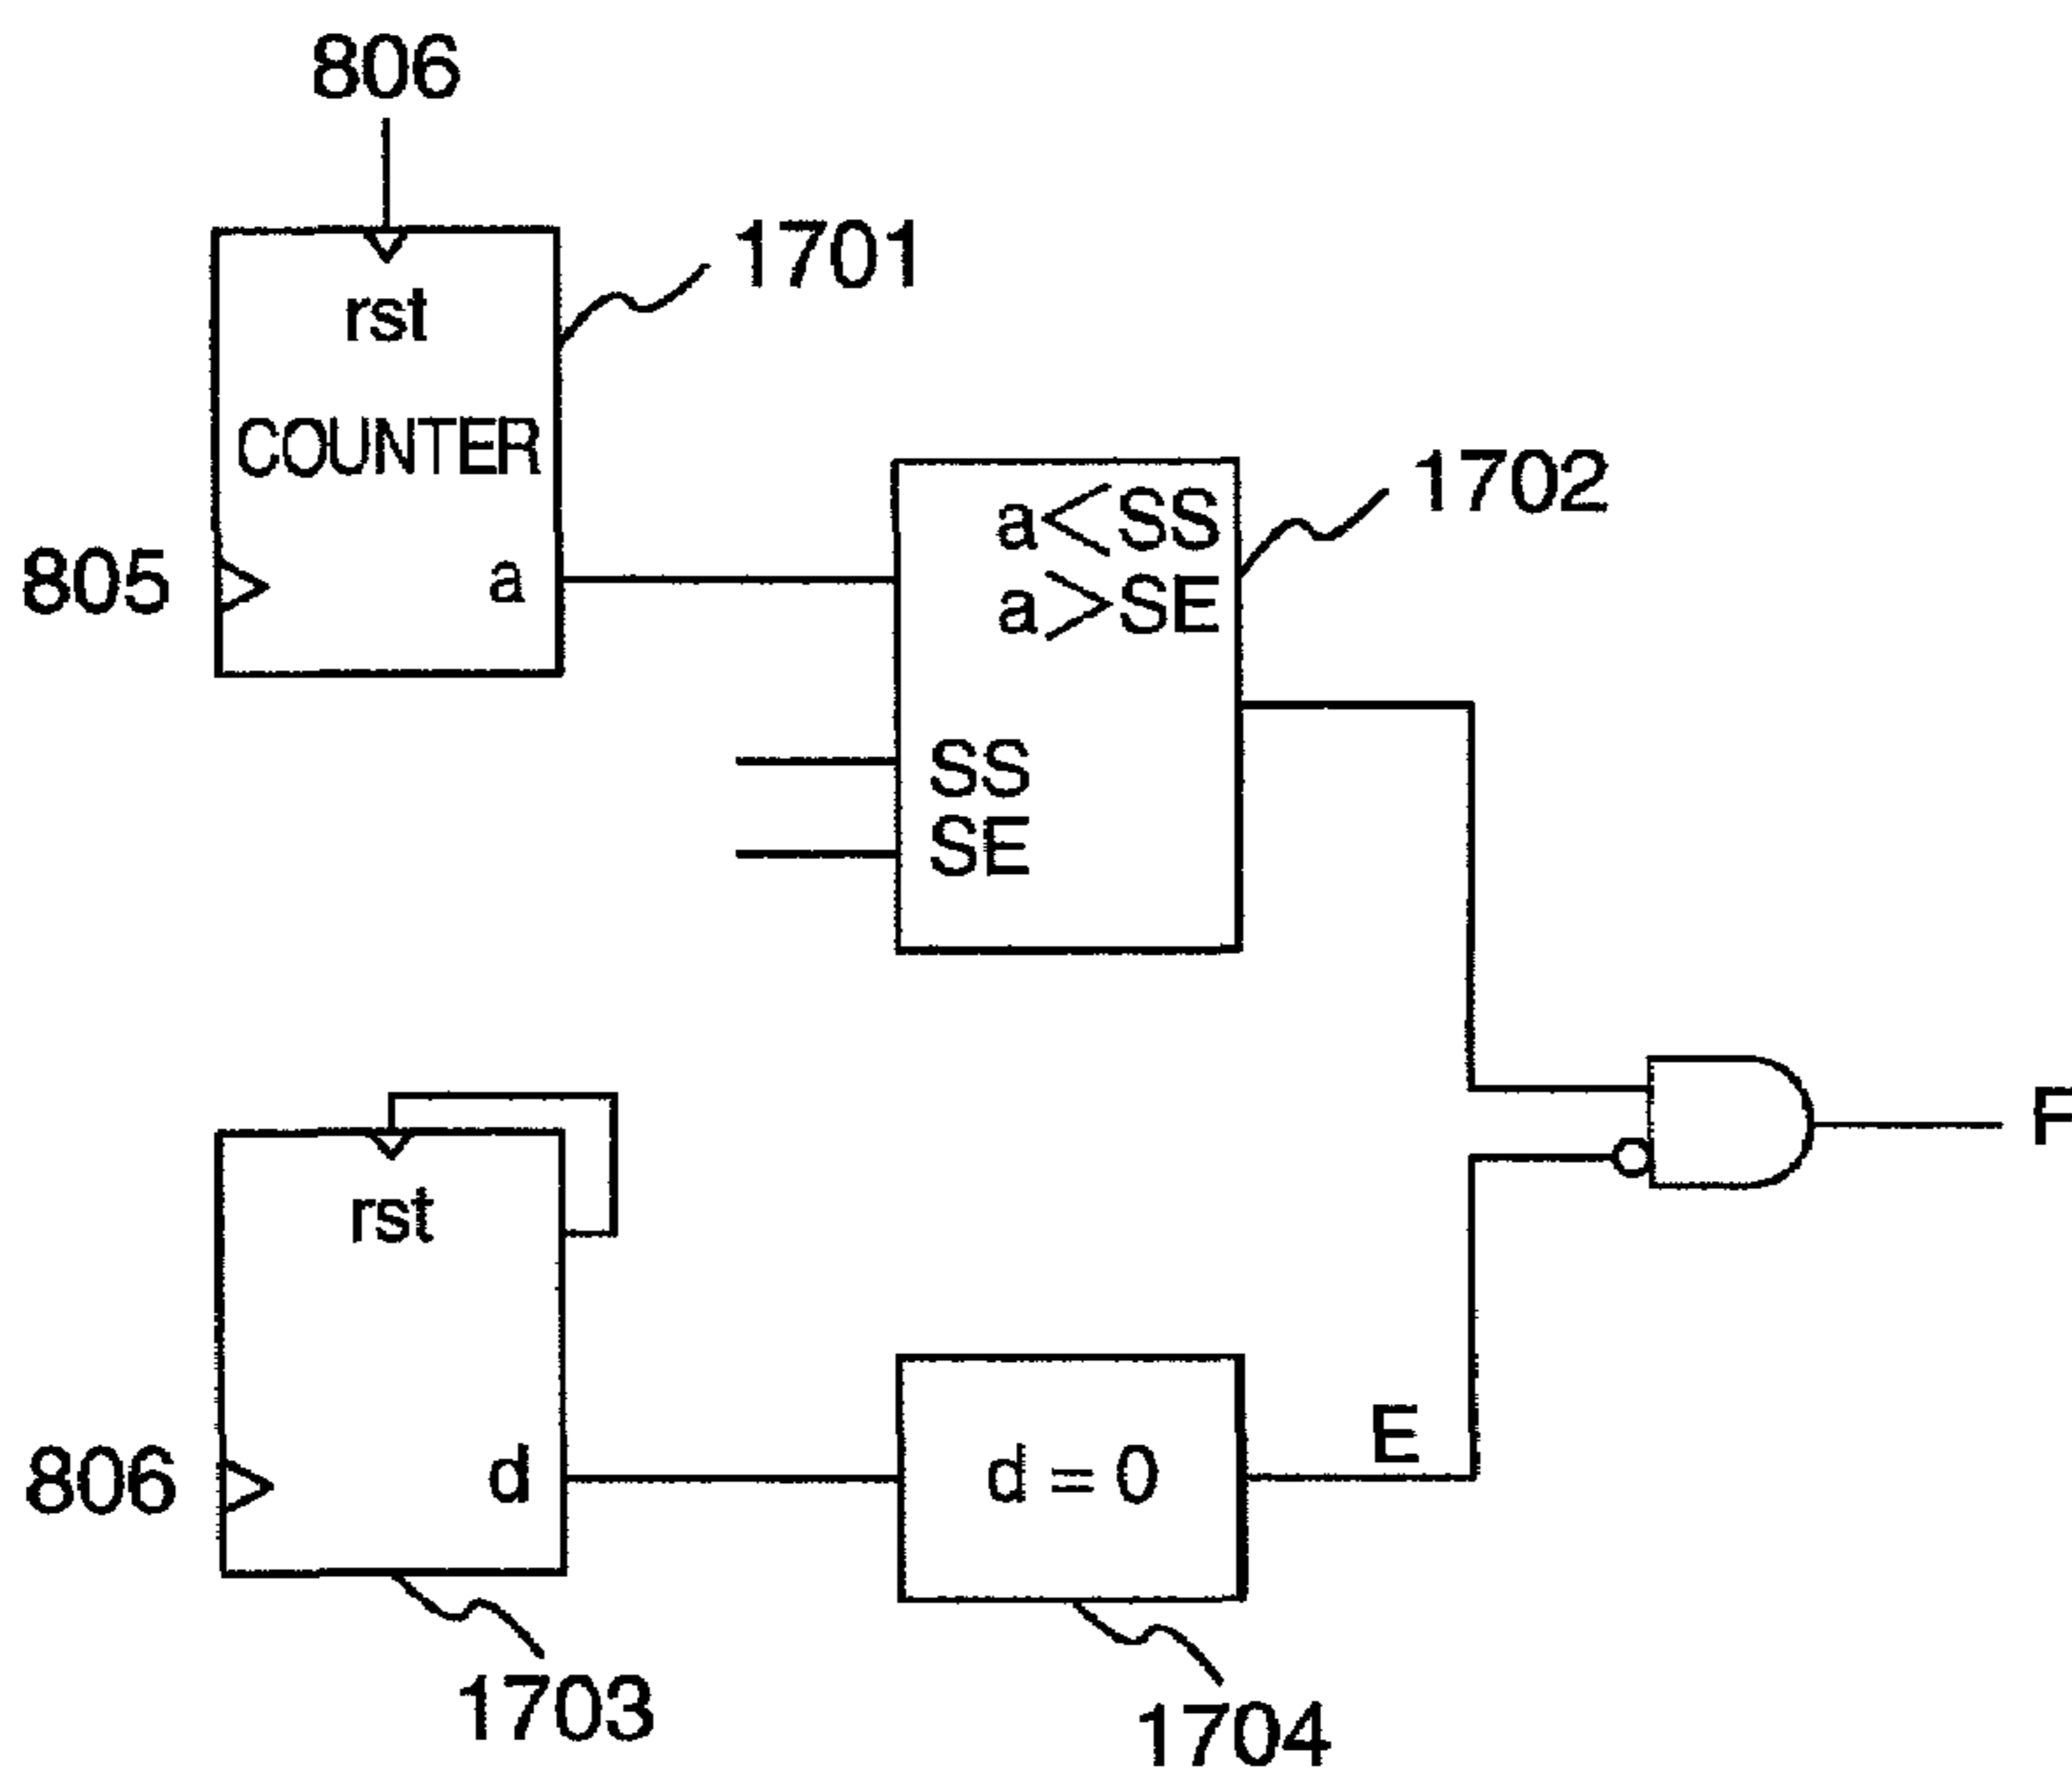 806
1701
rst
COUNTER
805
a
1702
a<SS
a>SE
SS
SE
F
rst
E
806
d
d = 0
1703
1704